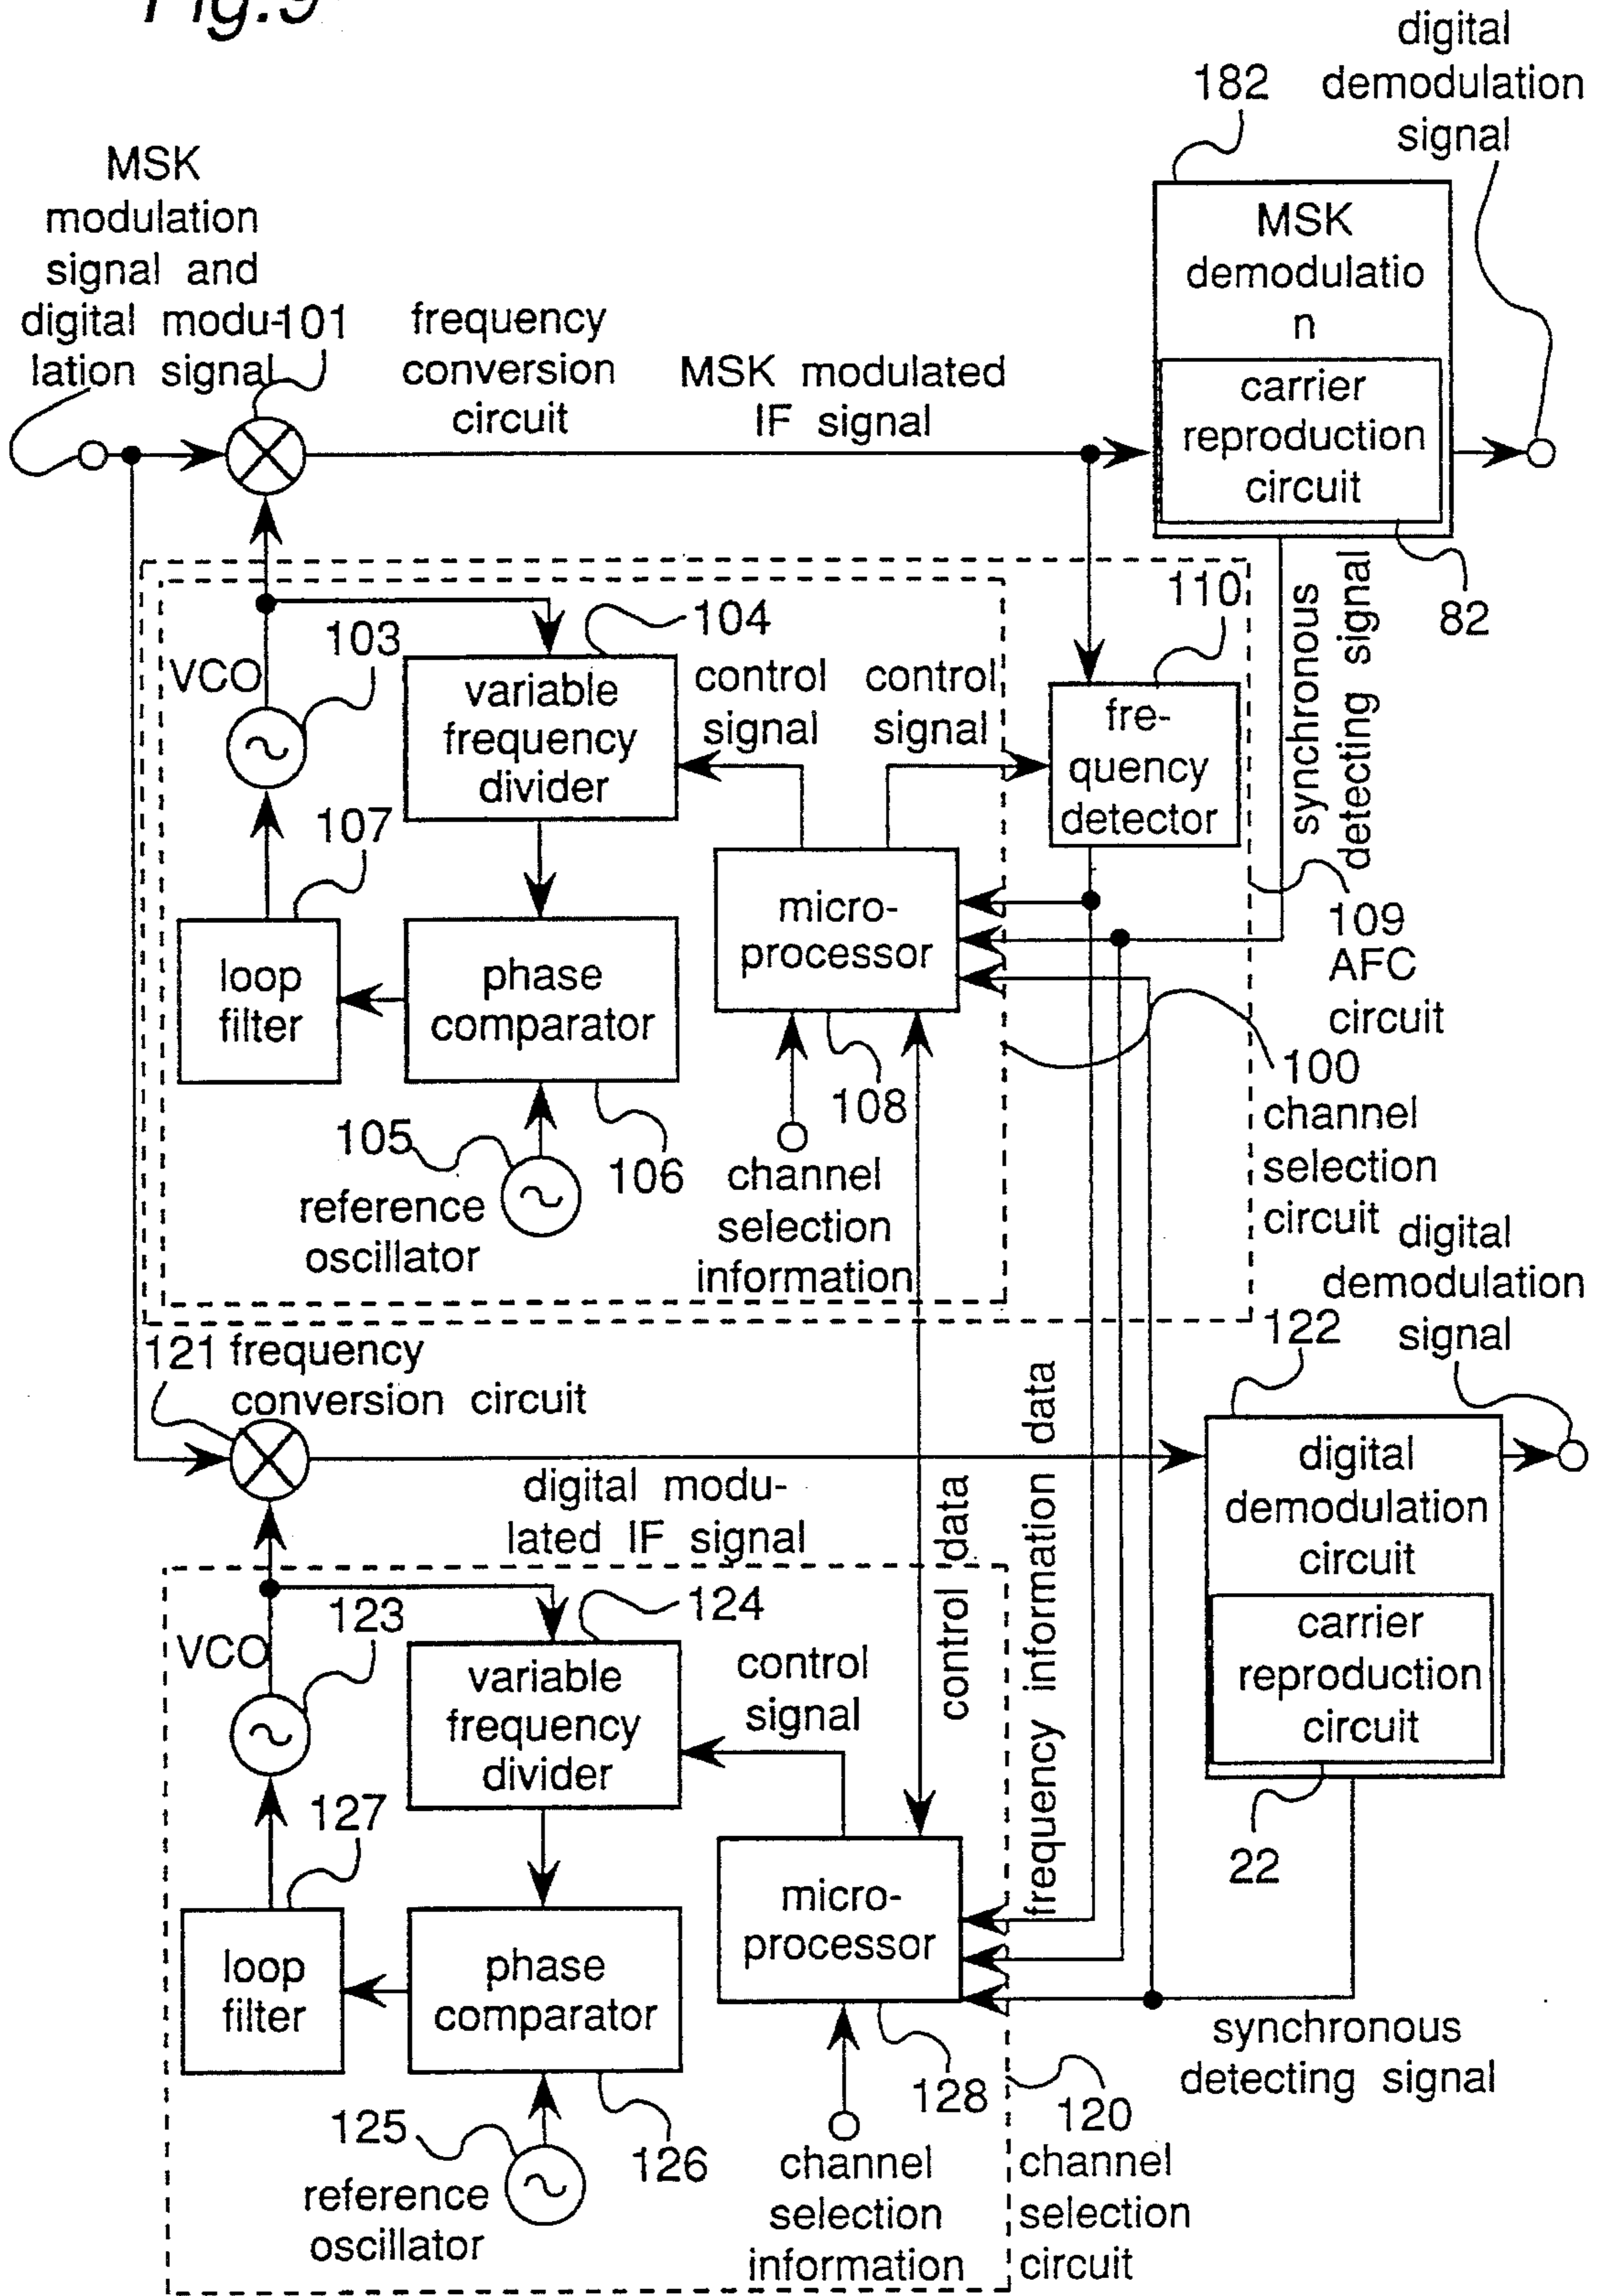 Fig.9
digital
demodulation
signal
182
MSK
modulation
signal and
digital modu-
lation signal
101
frequency
conversion
circuit
MSK modulated
IF signal
MSK
demodulatio
n
carrier
reproduction
circuit
82
synchronous
detecting signal
110
104
103
VCO
variable
frequency
divider
control
signal
control
signal
fre-
quency
detector
107
loop
filter
phase
comparator
micro-
processor
109
AFC
circuit
100
channel
selection
circuit
108
105
106
reference
oscillator
channel
selection
information
digital
demodulation
signal
122
121 frequency
conversion circuit
digital modu-
lated IF signal
control data
frequency information data
digital
demodulation
circuit
carrier
reproduction
circuit
22
124
123
VCO
variable
frequency
divider
control
signal
127
loop
filter
phase
comparator
micro-
processor
synchronous
detecting signal
128
120
channel
selection
circuit
125
126
reference
oscillator
channel
selection
information